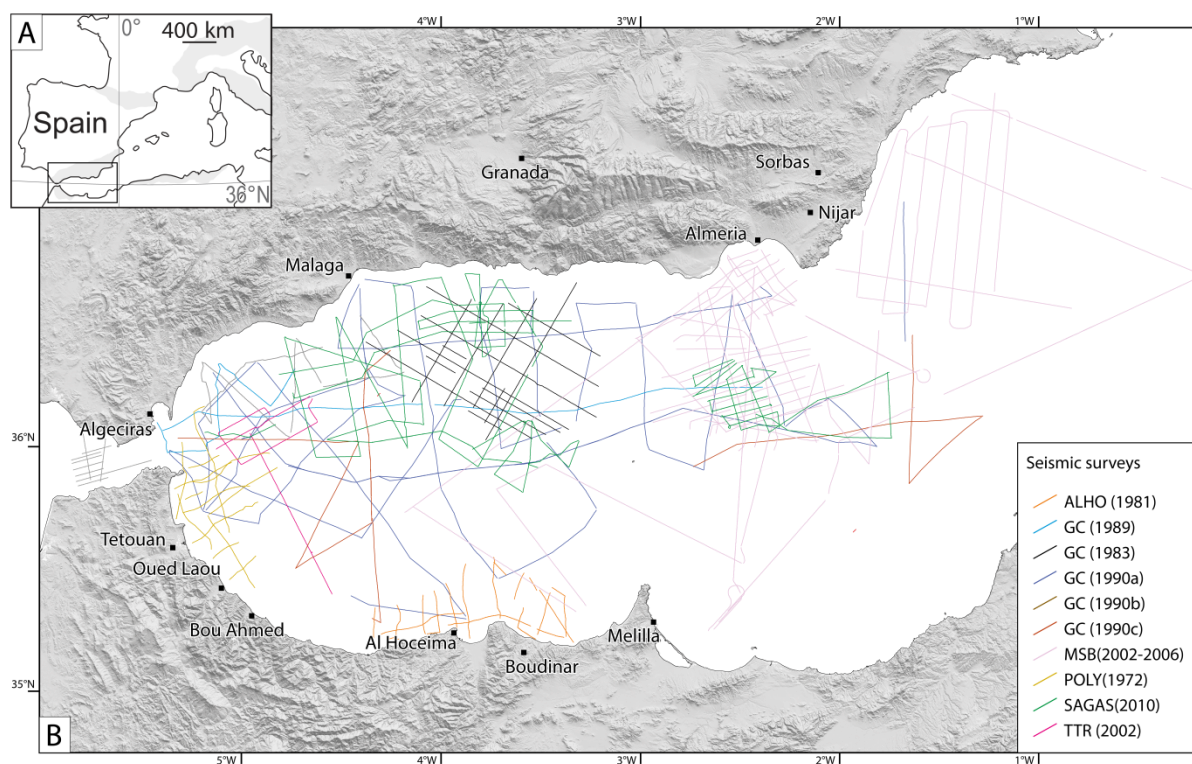 A
0°
400 km
Spain
36°N
4°W
3°W
2°W
1°W
Granada
Sorbas
Nijar
Almeria
Malaga
Algeciras
36°N
Tetouan
Oued Laou
Bou Ahmed
Al Hoceima
Boudinar
Melilla
35°N
B
5°W
4°W
3°W
2°W
1°W
Seismic surveys
ALHO (1981)
GC (1989)
GC (1983)
GC (1990a)
GC (1990b)
GC (1990c)
MSB(2002-2006)
POLY(1972)
SAGAS(2010)
TTR (2002)